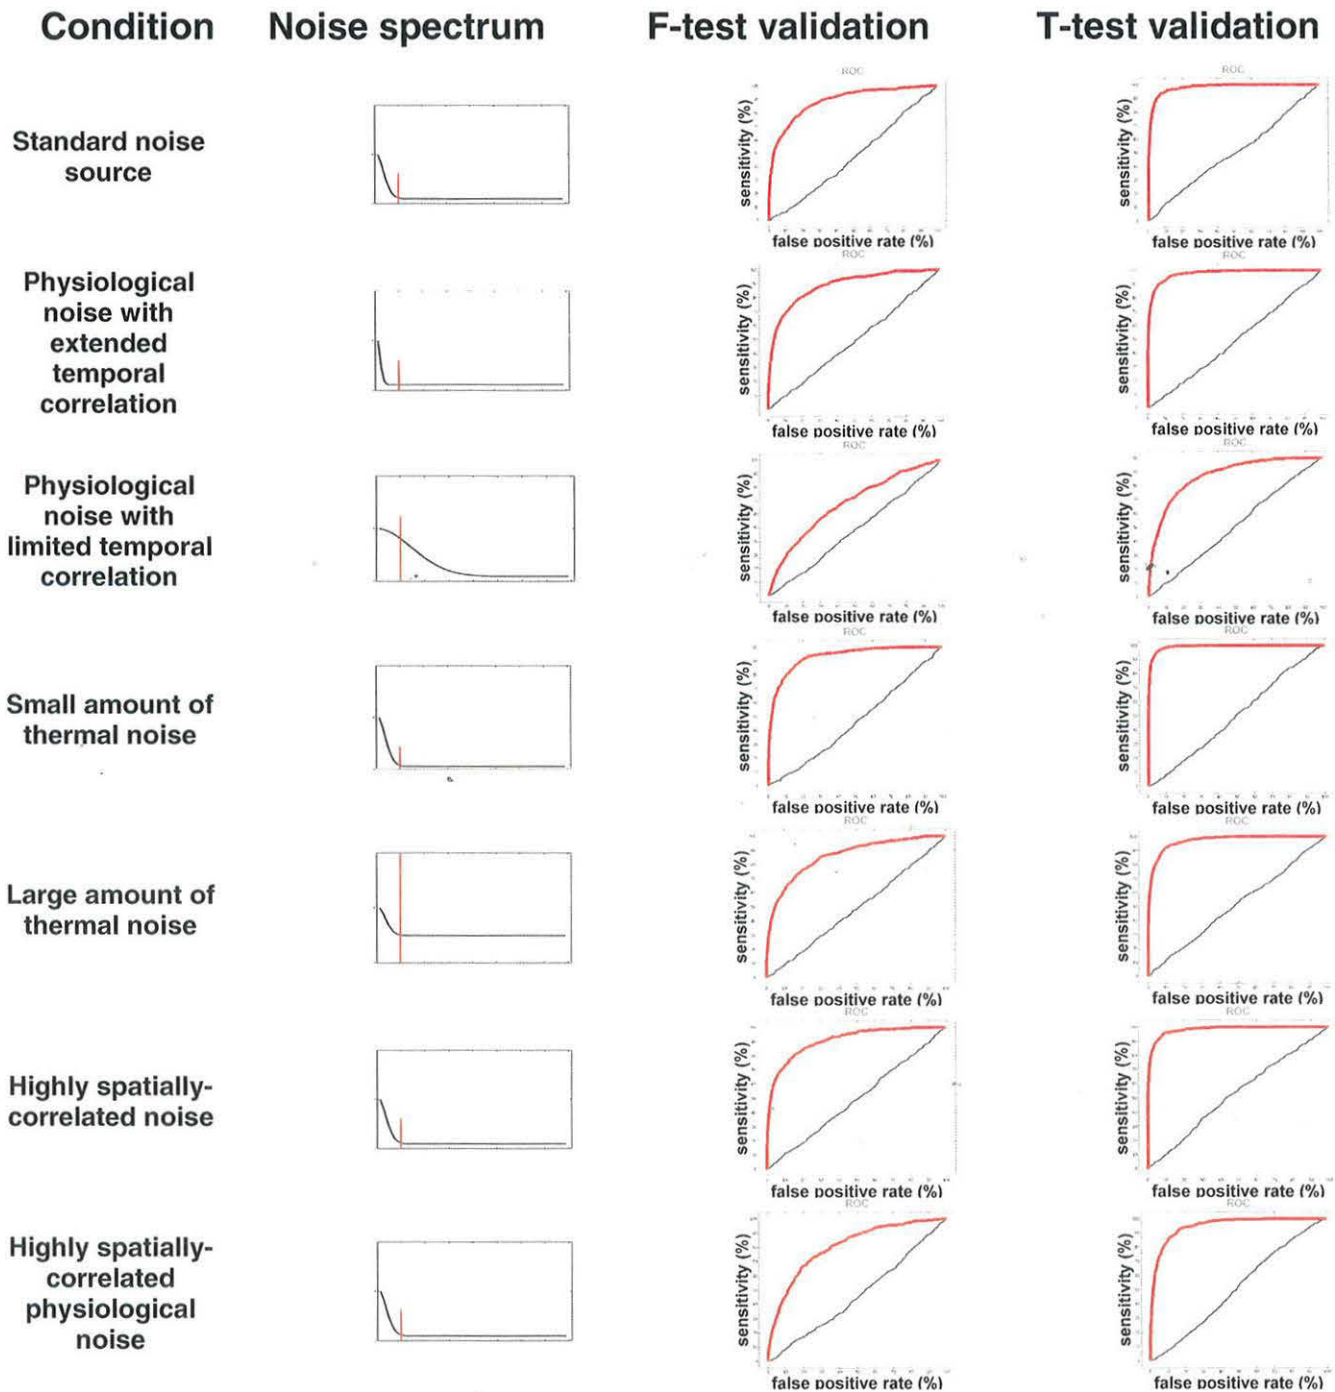 Condition Noise spectrum F-test validation T-test validation
ROC ROC
Standard noise
source
sensitivity (%) sensitivity (%)
false positive rate (%) false positive rate (%)
ROC ROC
Physiological
noise with
extended
temporal
correlation
sensitivity (%) sensitivity (%)
false positive rate (%) false positive rate (%)
ROC ROC
Physiological
noise with
limited temporal
correlation
sensitivity (%) sensitivity (%)
false positive rate (%) false positive rate (%)
ROC ROC
Small amount of
thermal noise
sensitivity (%) sensitivity (%)
false positive rate (%) false positive rate (%)
ROC ROC
Large amount of
thermal noise
sensitivity (%) sensitivity (%)
false positive rate (%) false positive rate (%)
ROC ROC
Highly spatially-
correlated noise
sensitivity (%) sensitivity (%)
false positive rate (%) false positive rate (%)
ROC ROC
Highly spatially-
correlated
physiological
noise
sensitivity (%) sensitivity (%)
false positive rate (%) false positive rate (%)